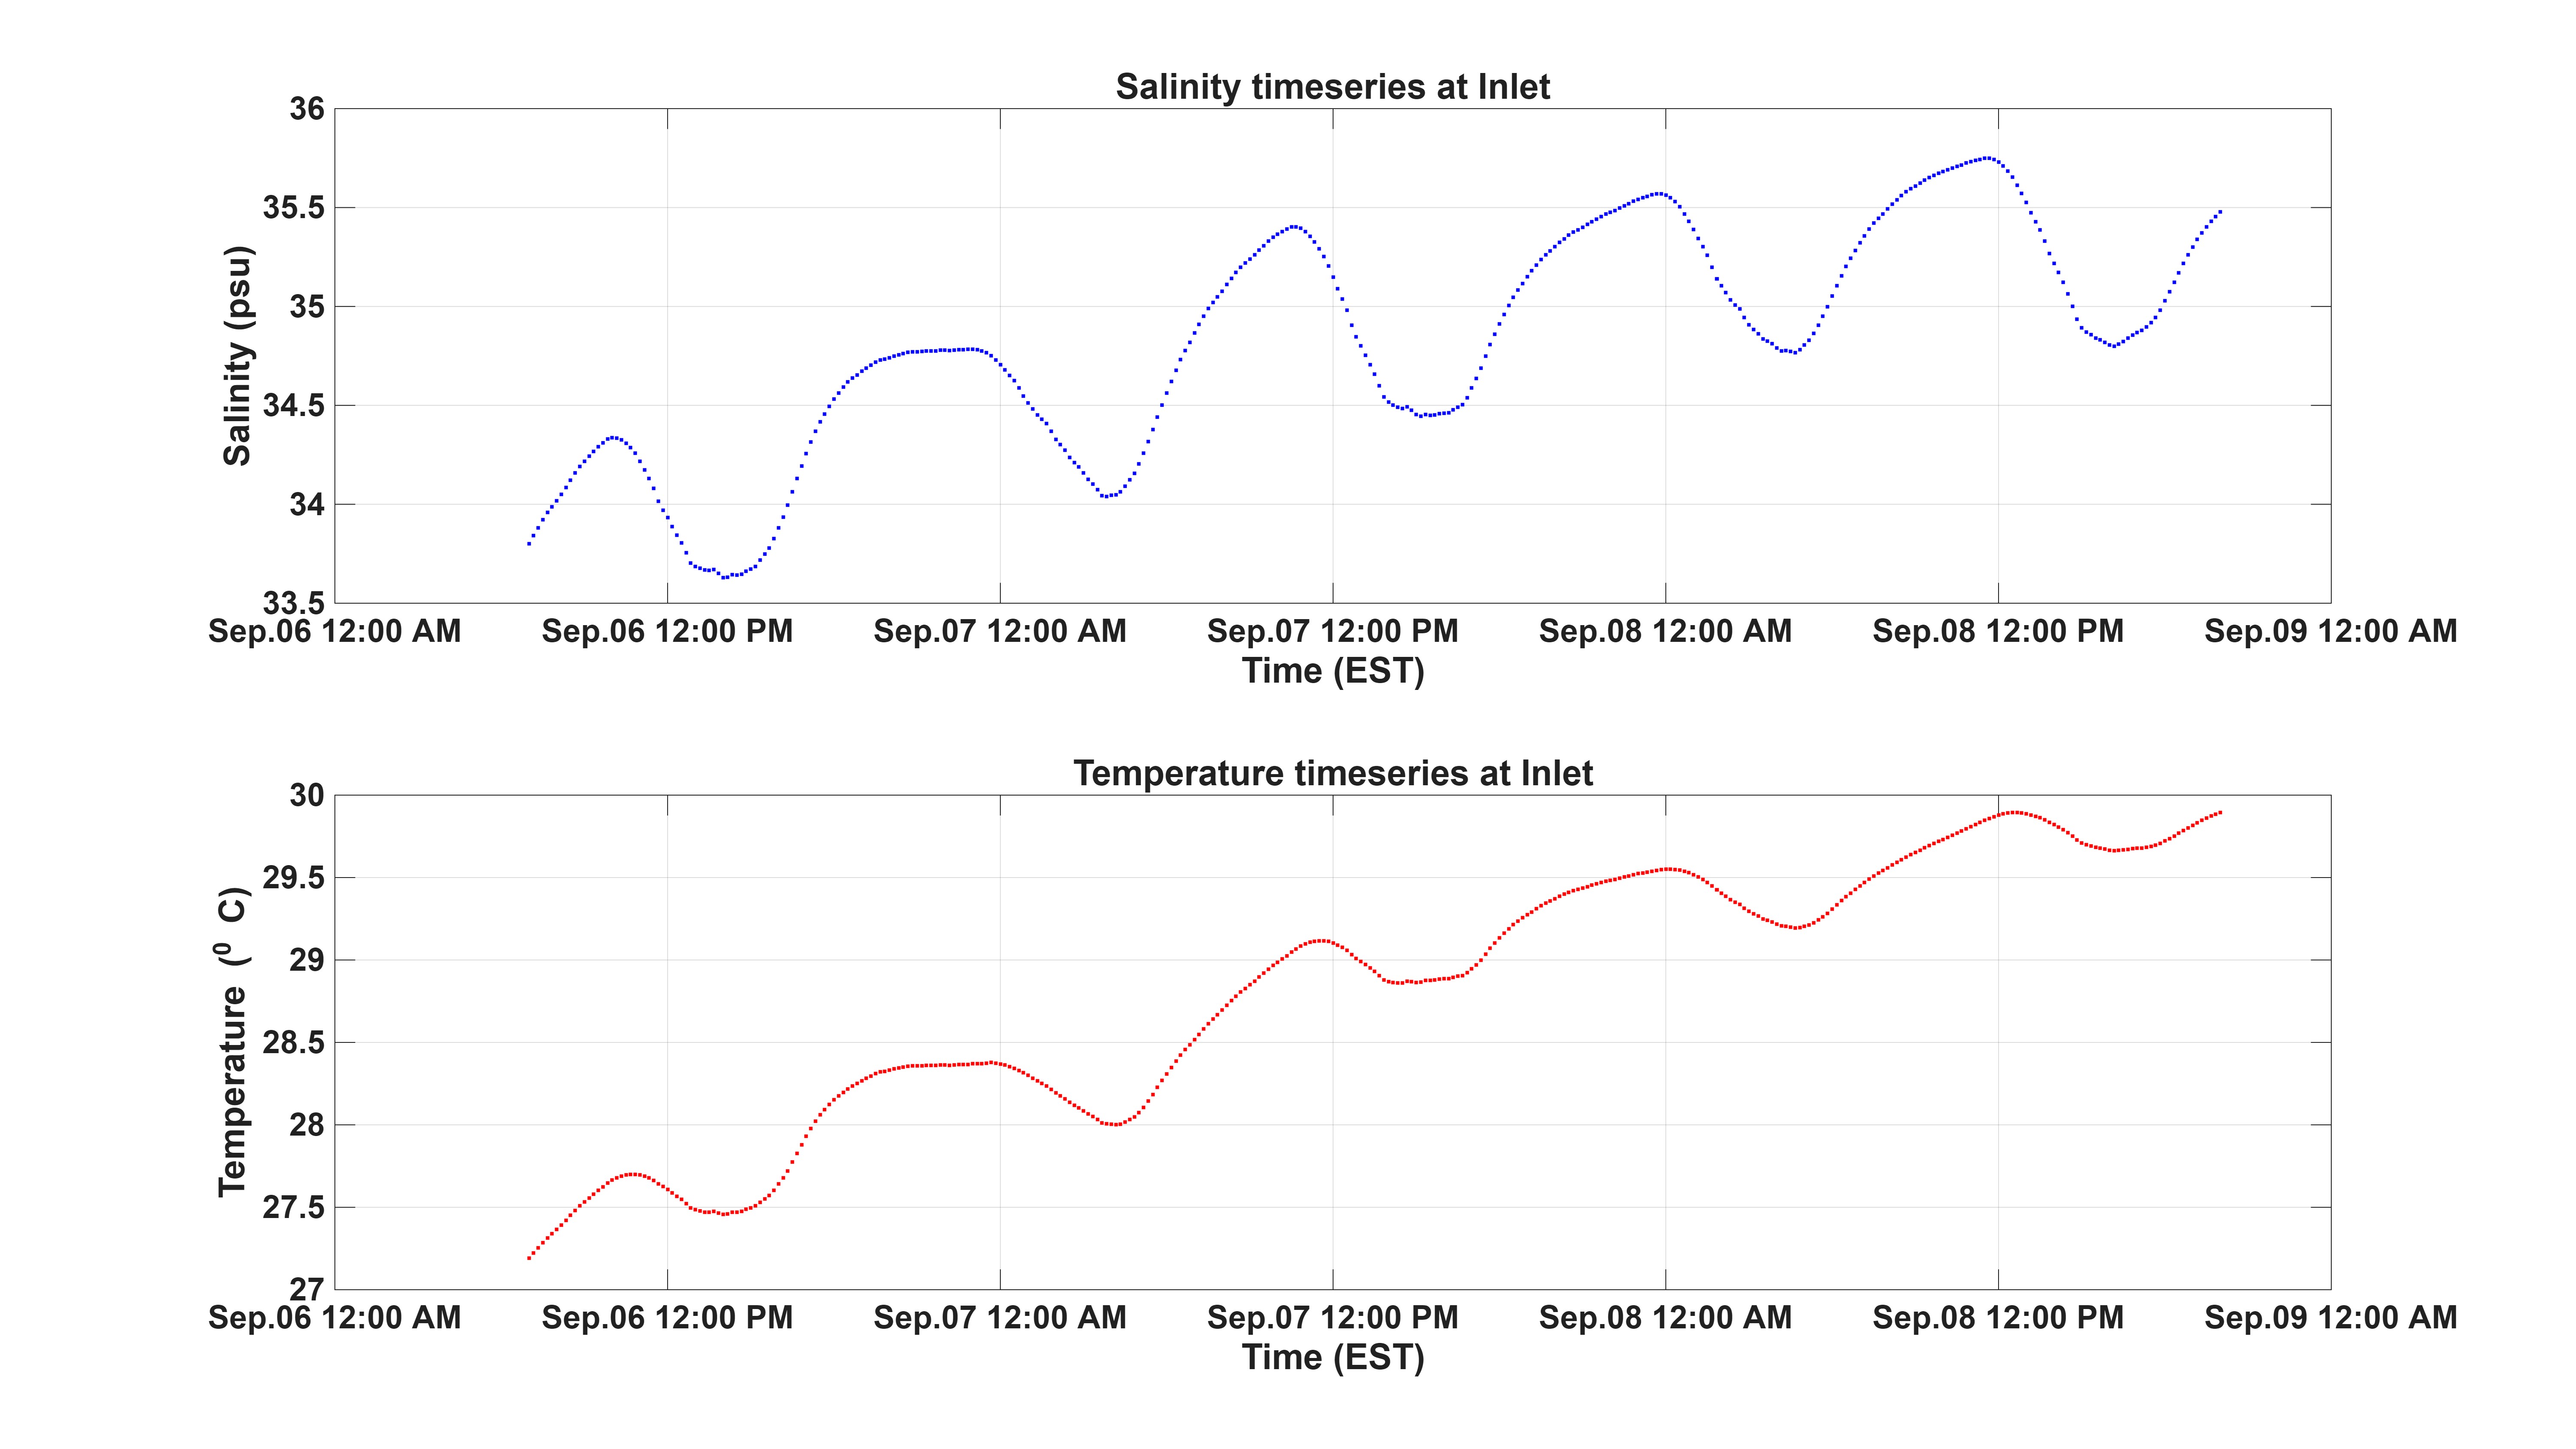 Salinity timeseries at Inlet
36
35.5
35
34.5
34
33.5
Salinity (psu)
Sep.06 12:00 AM Sep.06 12:00 PM Sep.07 12:00 AM Sep.07 12:00 PM Sep.08 12:00 AM Sep.08 12:00 PM Sep.09 12:00 AM
Time (EST)
Temperature timeseries at Inlet
30
29.5
29
28.5
28
27.5
27
Temperature (⁰ C)
Sep.06 12:00 AM Sep.06 12:00 PM Sep.07 12:00 AM Sep.07 12:00 PM Sep.08 12:00 AM Sep.08 12:00 PM Sep.09 12:00 AM
Time (EST)